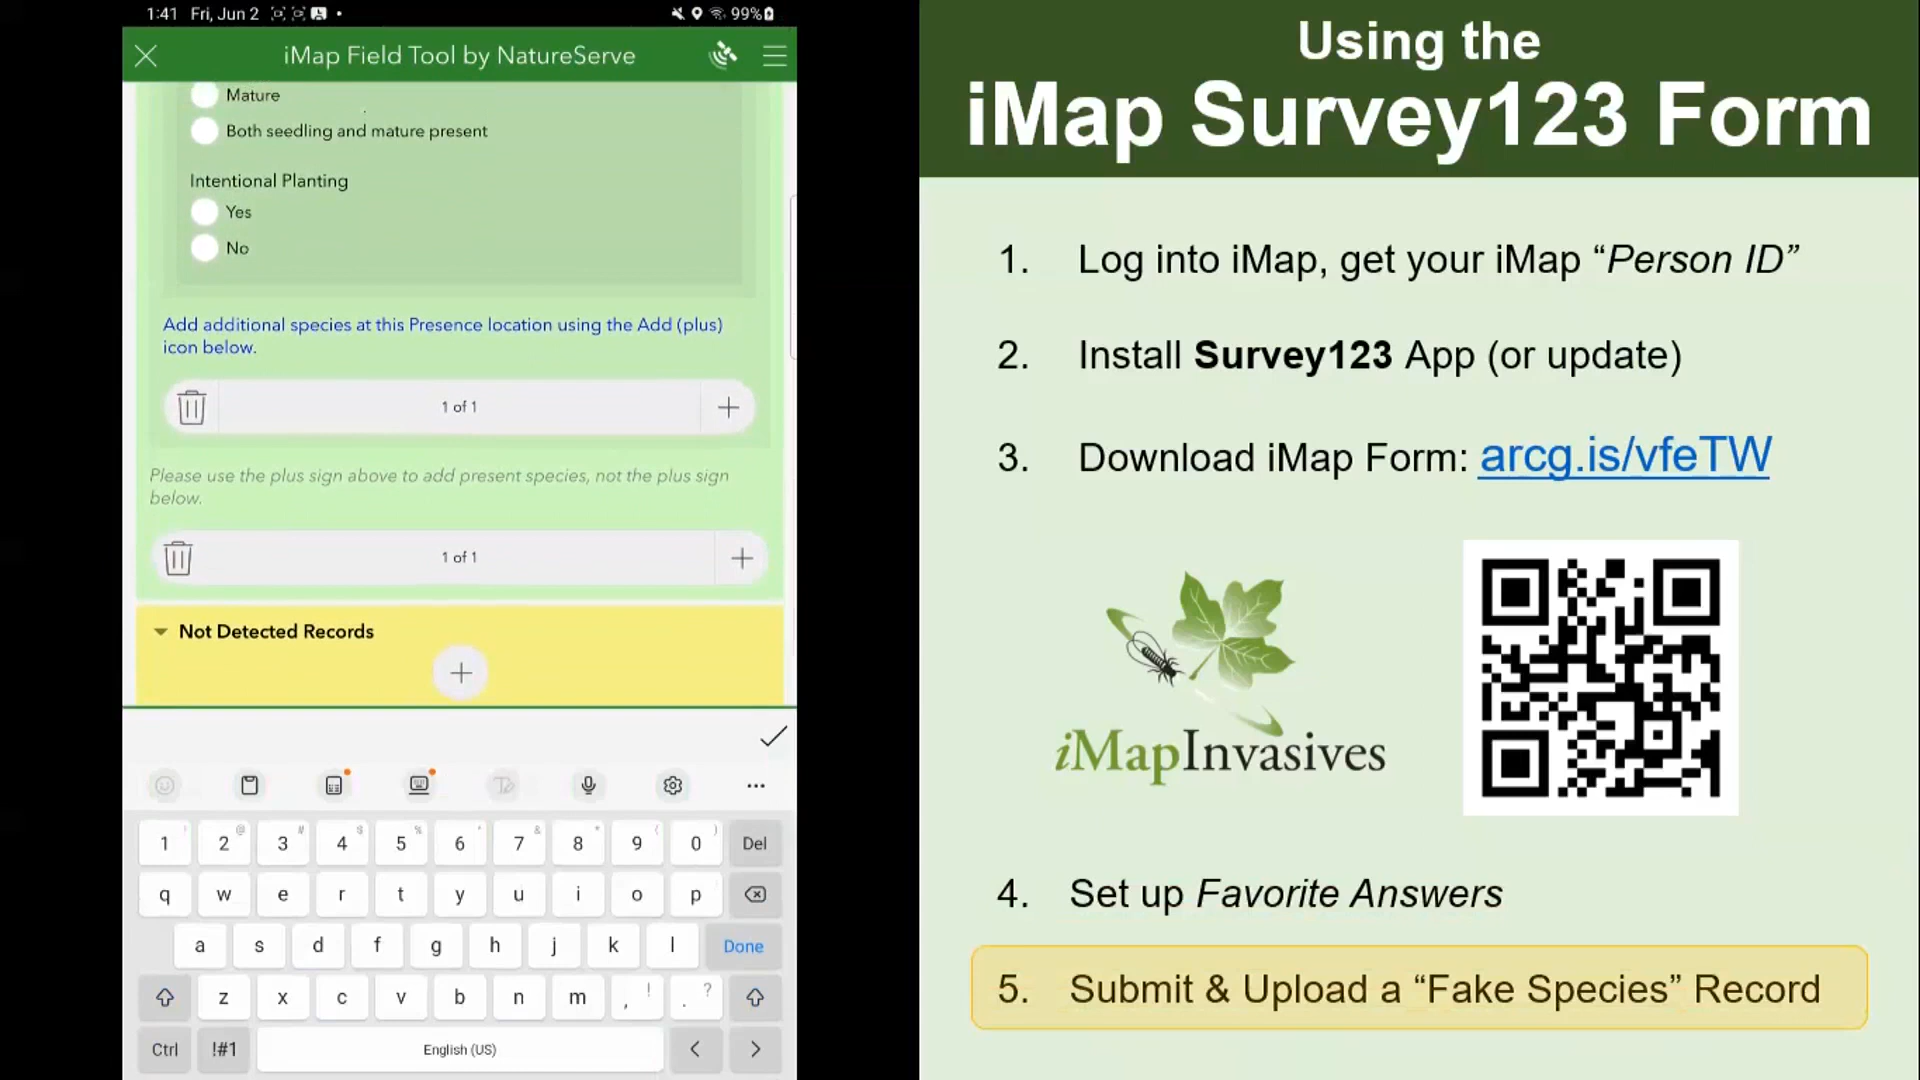 1:41 Fri, Jun 2
99%
iMap Field Tool by NatureServe
Mature
Both seedling and mature present
Intentional Planting
Yes
No
Add additional species at this Presence location using the Add (plus)
icon below.
1 of 1
Please use the plus sign above to add present species, not the plus sign
below.
1 of 1
Not Detected Records
1 2 3 4 5 6 7 8 9 0 Del
q w e r t y u i o p
a s d f g h j k l Done
z x c v b n m , ! . ?
Ctrl !#1 English (US) < >
Using the
iMap Survey123 Form
1. Log into iMap, get your iMap “Person ID”
2. Install Survey123 App (or update)
3. Download iMap Form: arcg.is/vfeTW
iMapInvasives
4. Set up Favorite Answers
5. Submit & Upload a “Fake Species” Record